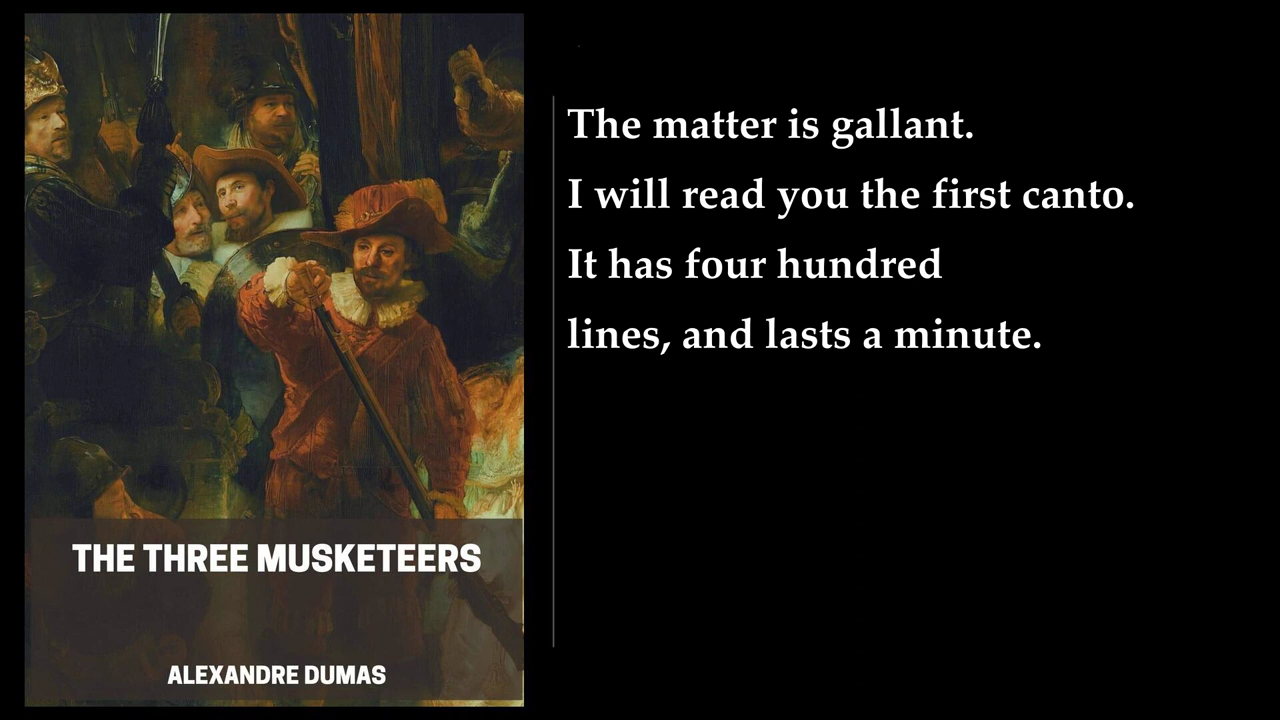 The matter is gallant.
I will read you the first canto.
It has four hundred
lines, and lasts a minute.
THE THREE MUSKETEERS
ALEXANDRE DUMAS